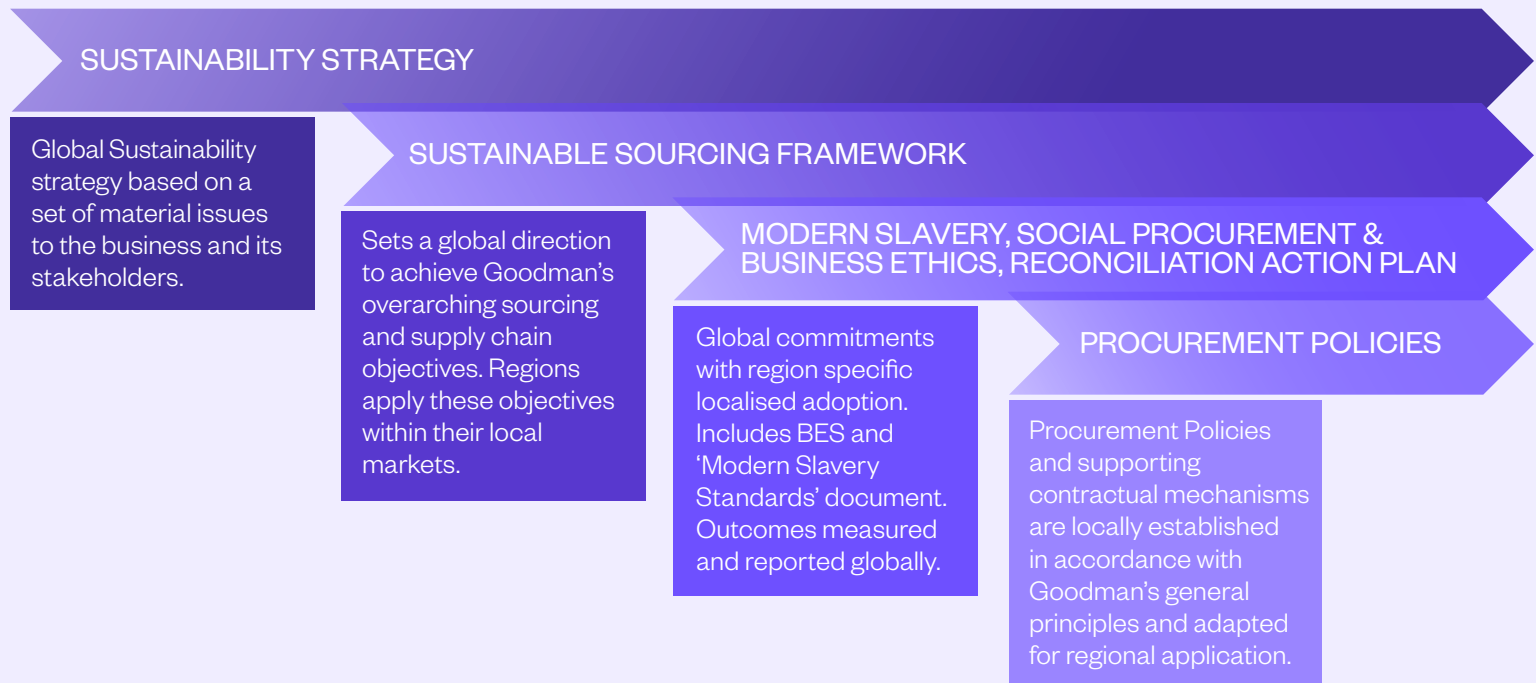 SUSTAINABILITY STRATEGY
Global Sustainability
strategy based on a
set of material issues
to the business and its
stakeholders.
SUSTAINABLE SOURCING FRAMEWORK
Sets a global direction
to achieve Goodman’s
overarching sourcing
and supply chain
objectives. Regions
apply these objectives
within their local
markets.
MODERN SLAVERY, SOCIAL PROCUREMENT &
BUSINESS ETHICS, RECONCILIATION ACTION PLAN
Global commitments
with region specific
localised adoption.
Includes BES and
‘Modern Slavery
Standards’ document.
Outcomes measured
and reported globally.
PROCUREMENT POLICIES
Procurement Policies
and supporting
contractual mechanisms
are locally established
in accordance with
Goodman’s general
principles and adapted
for regional application.